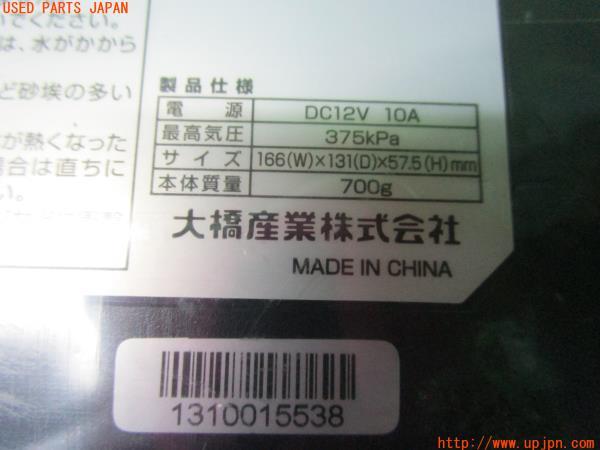 USED PARTS JAPAN
でください。
は、水がかから
ど砂埃の多い
が熱くなった
場合は直ちに
い。
製品仕様
電源 DC12V 10A
最高気圧 375kPa
サイズ 166(W)×131(D)×57.5(H)mm
本体質量 700g
大橋産業株式会社
MADE IN CHINA
1310015538
http://www.upjpn.com/